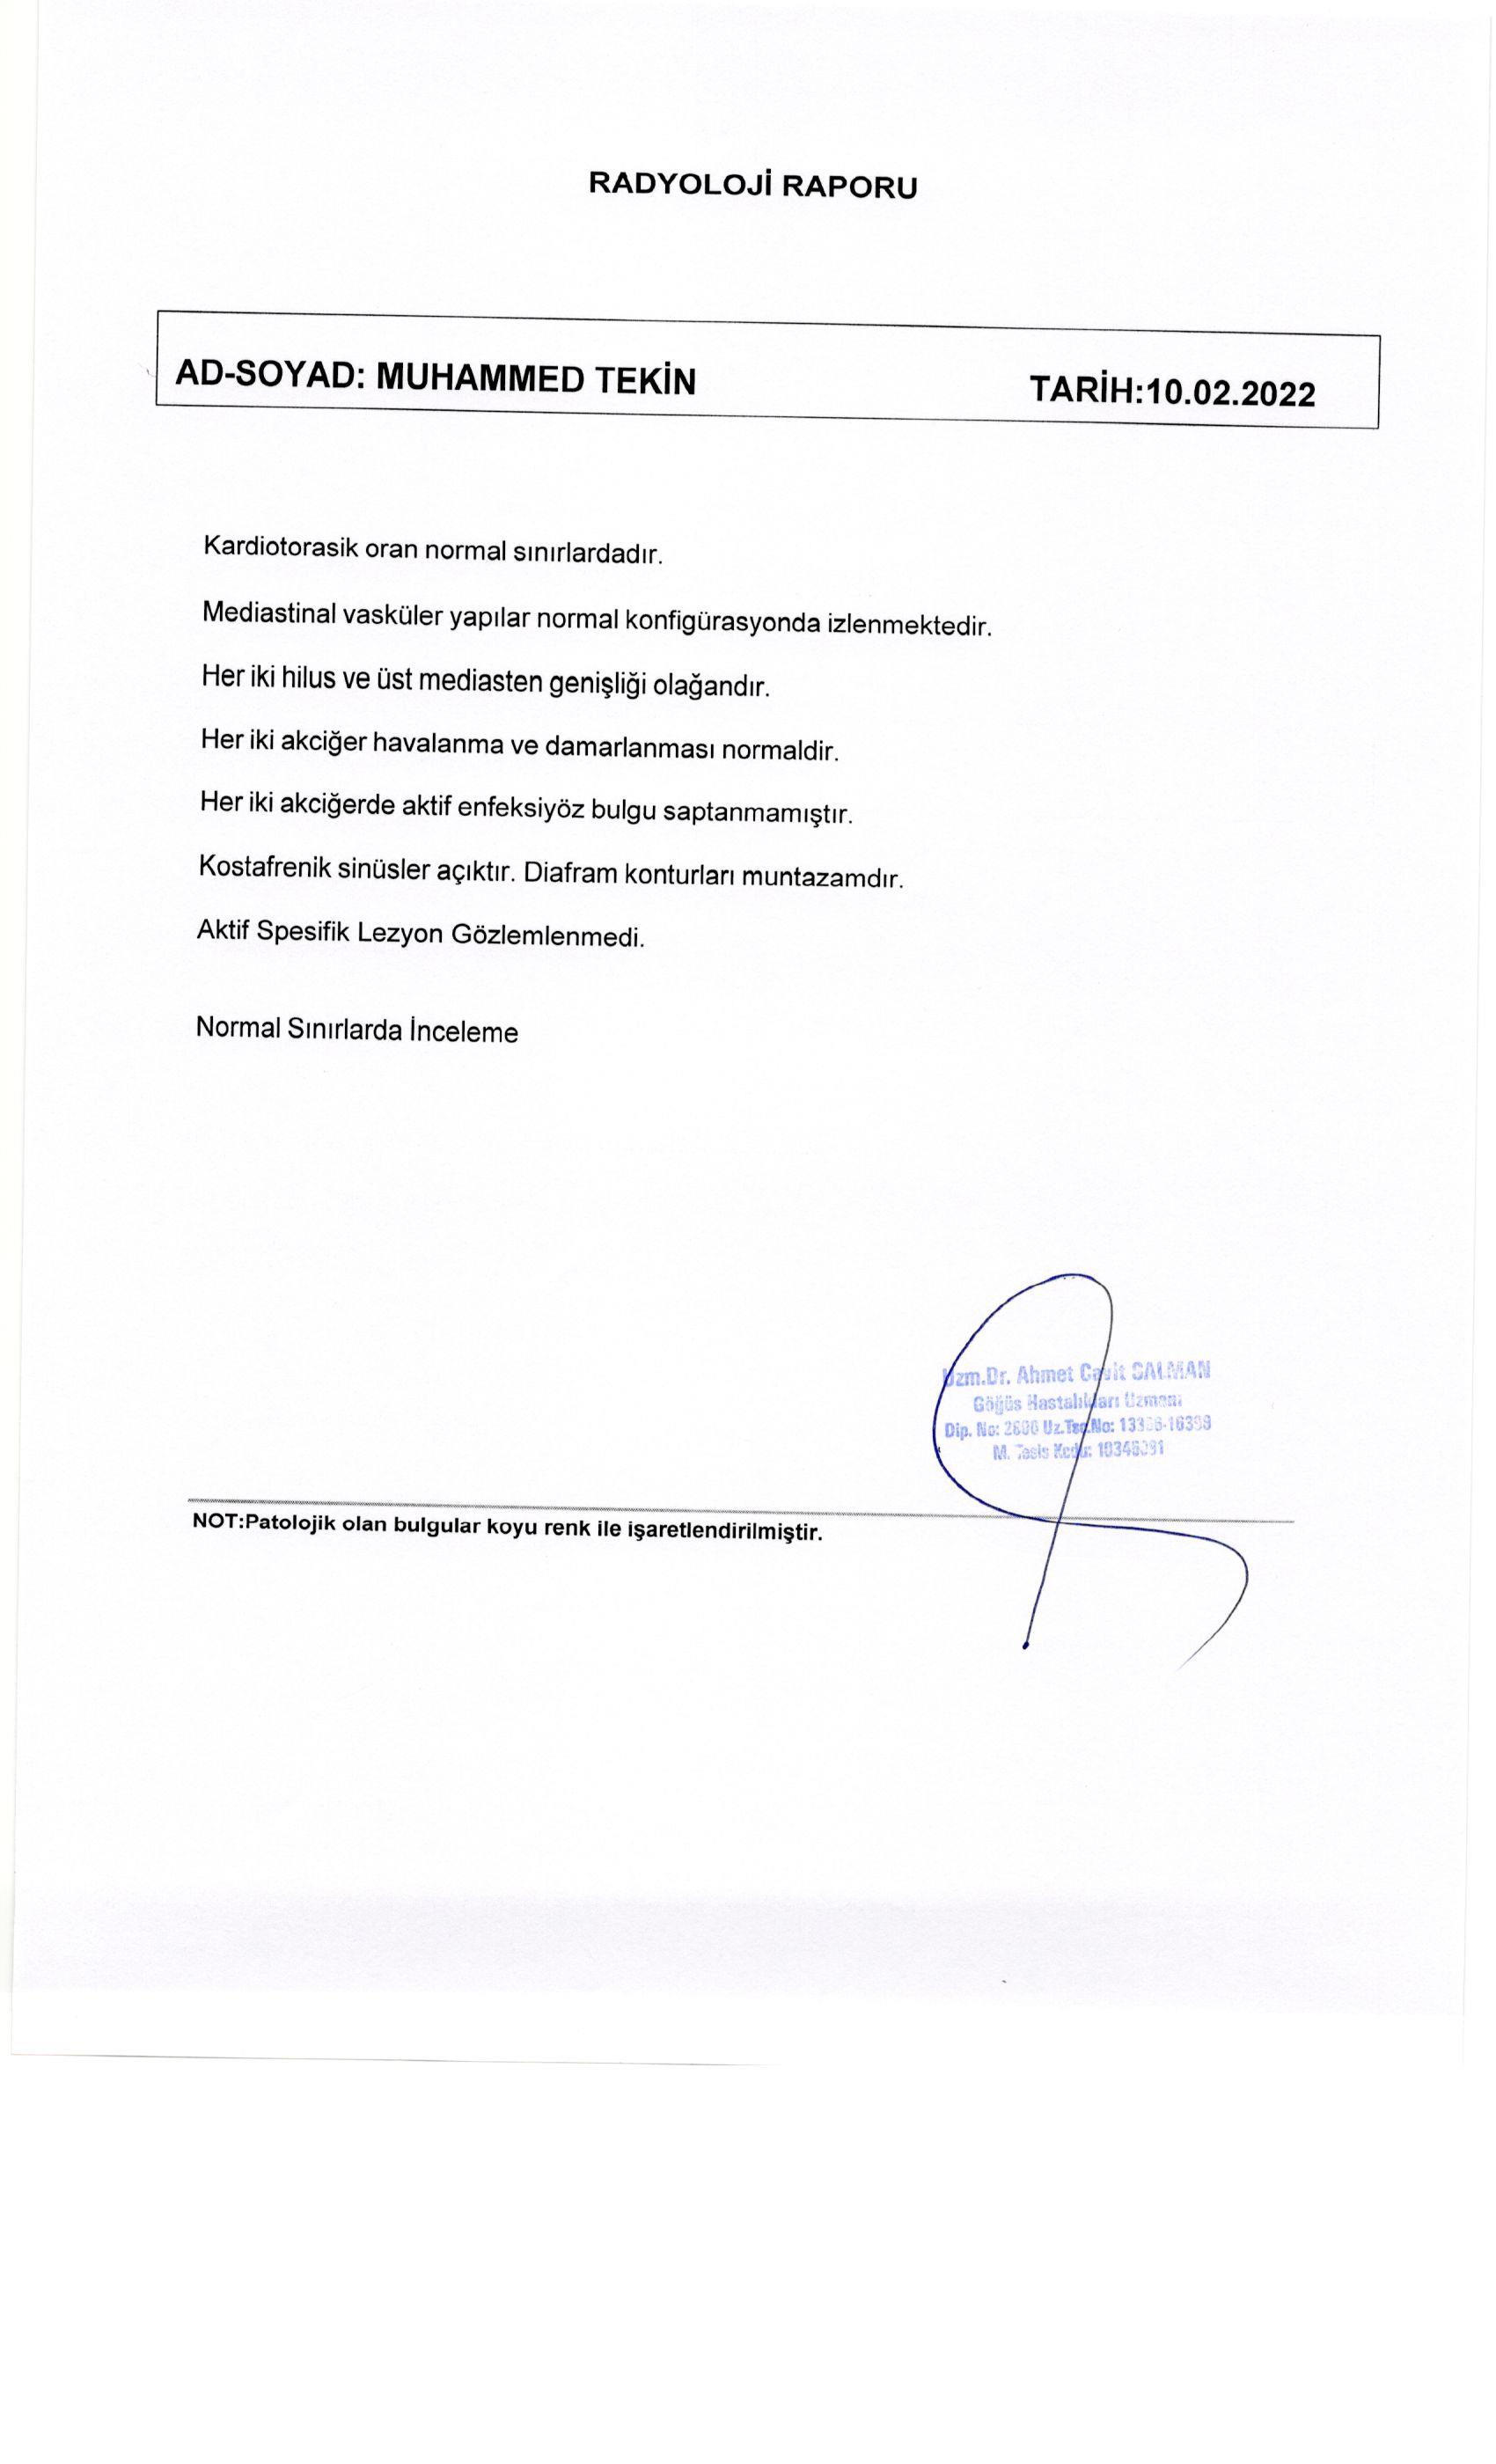 RADYOLOJİ RAPORU
AD-SOYAD: MUHAMMED TEKİN TARİH:10.02.2022
Kardiotorasik oran normal sınırlardadır.
Mediastinal vasküler yapılar normal konfigürasyonda izlenmektedir.
Her iki hilus ve üst mediasten genişliği olağandır.
Her iki akciğer havalanma ve damarlanması normaldir.
Her iki akciğerde aktif enfeksiyöz bulgu saptanmamıştır.
Kostafrenik sinüsler açıktır. Diafram konturları muntazamdır.
Aktif Spesifik Lezyon Gözlemlenmedi.
Normal Sınırlarda İnceleme
Uzm.Dr. Ahmet Cavit SALMAN
Göğüs Hastalıkları Uzmanı
Dip. No: Uz.Tes.No:
M. Tesis Kodu:
NOT:Patolojik olan bulgular koyu renk ile işaretlendirilmiştir.